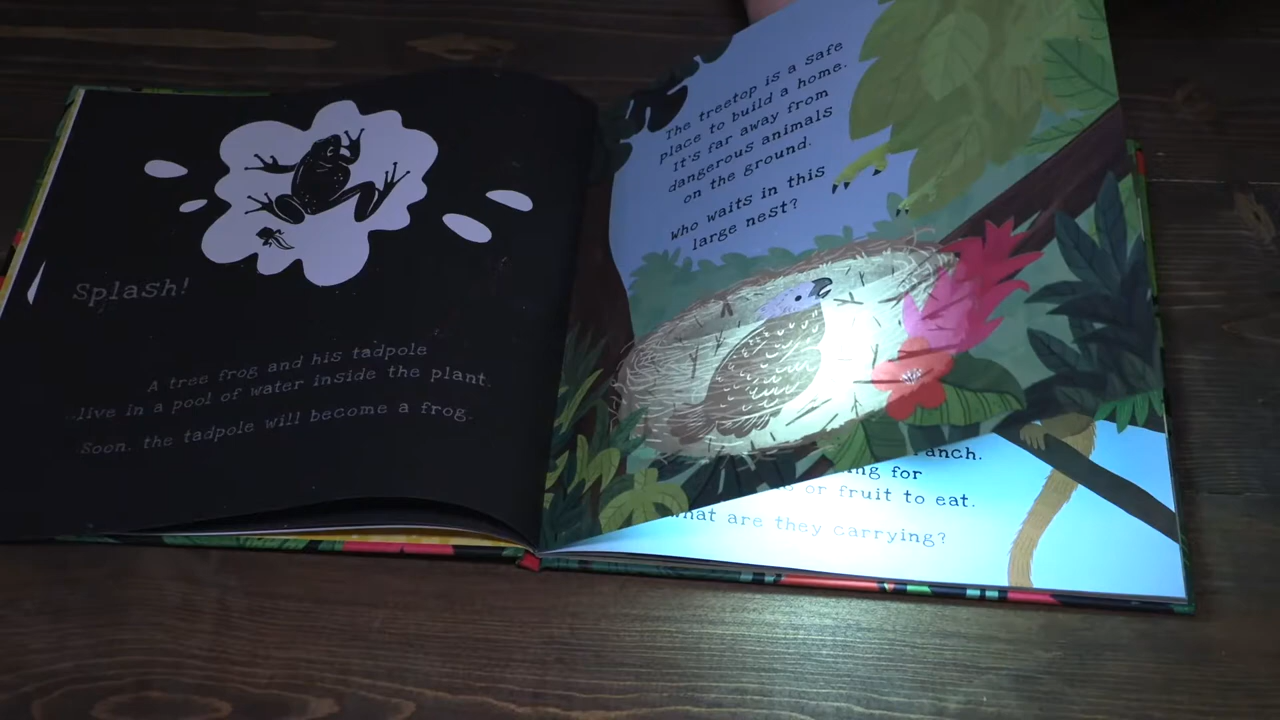 Splash!
A tree frog and his tadpole
live in a pool of water inside the plant.
Soon, the tadpole will become a frog.
The treetop is a safe
place to build a home.
It's far away from
dangerous animals
on the ground.
Who waits in this
large nest?
for
or fruit to eat.
what are they carrying?